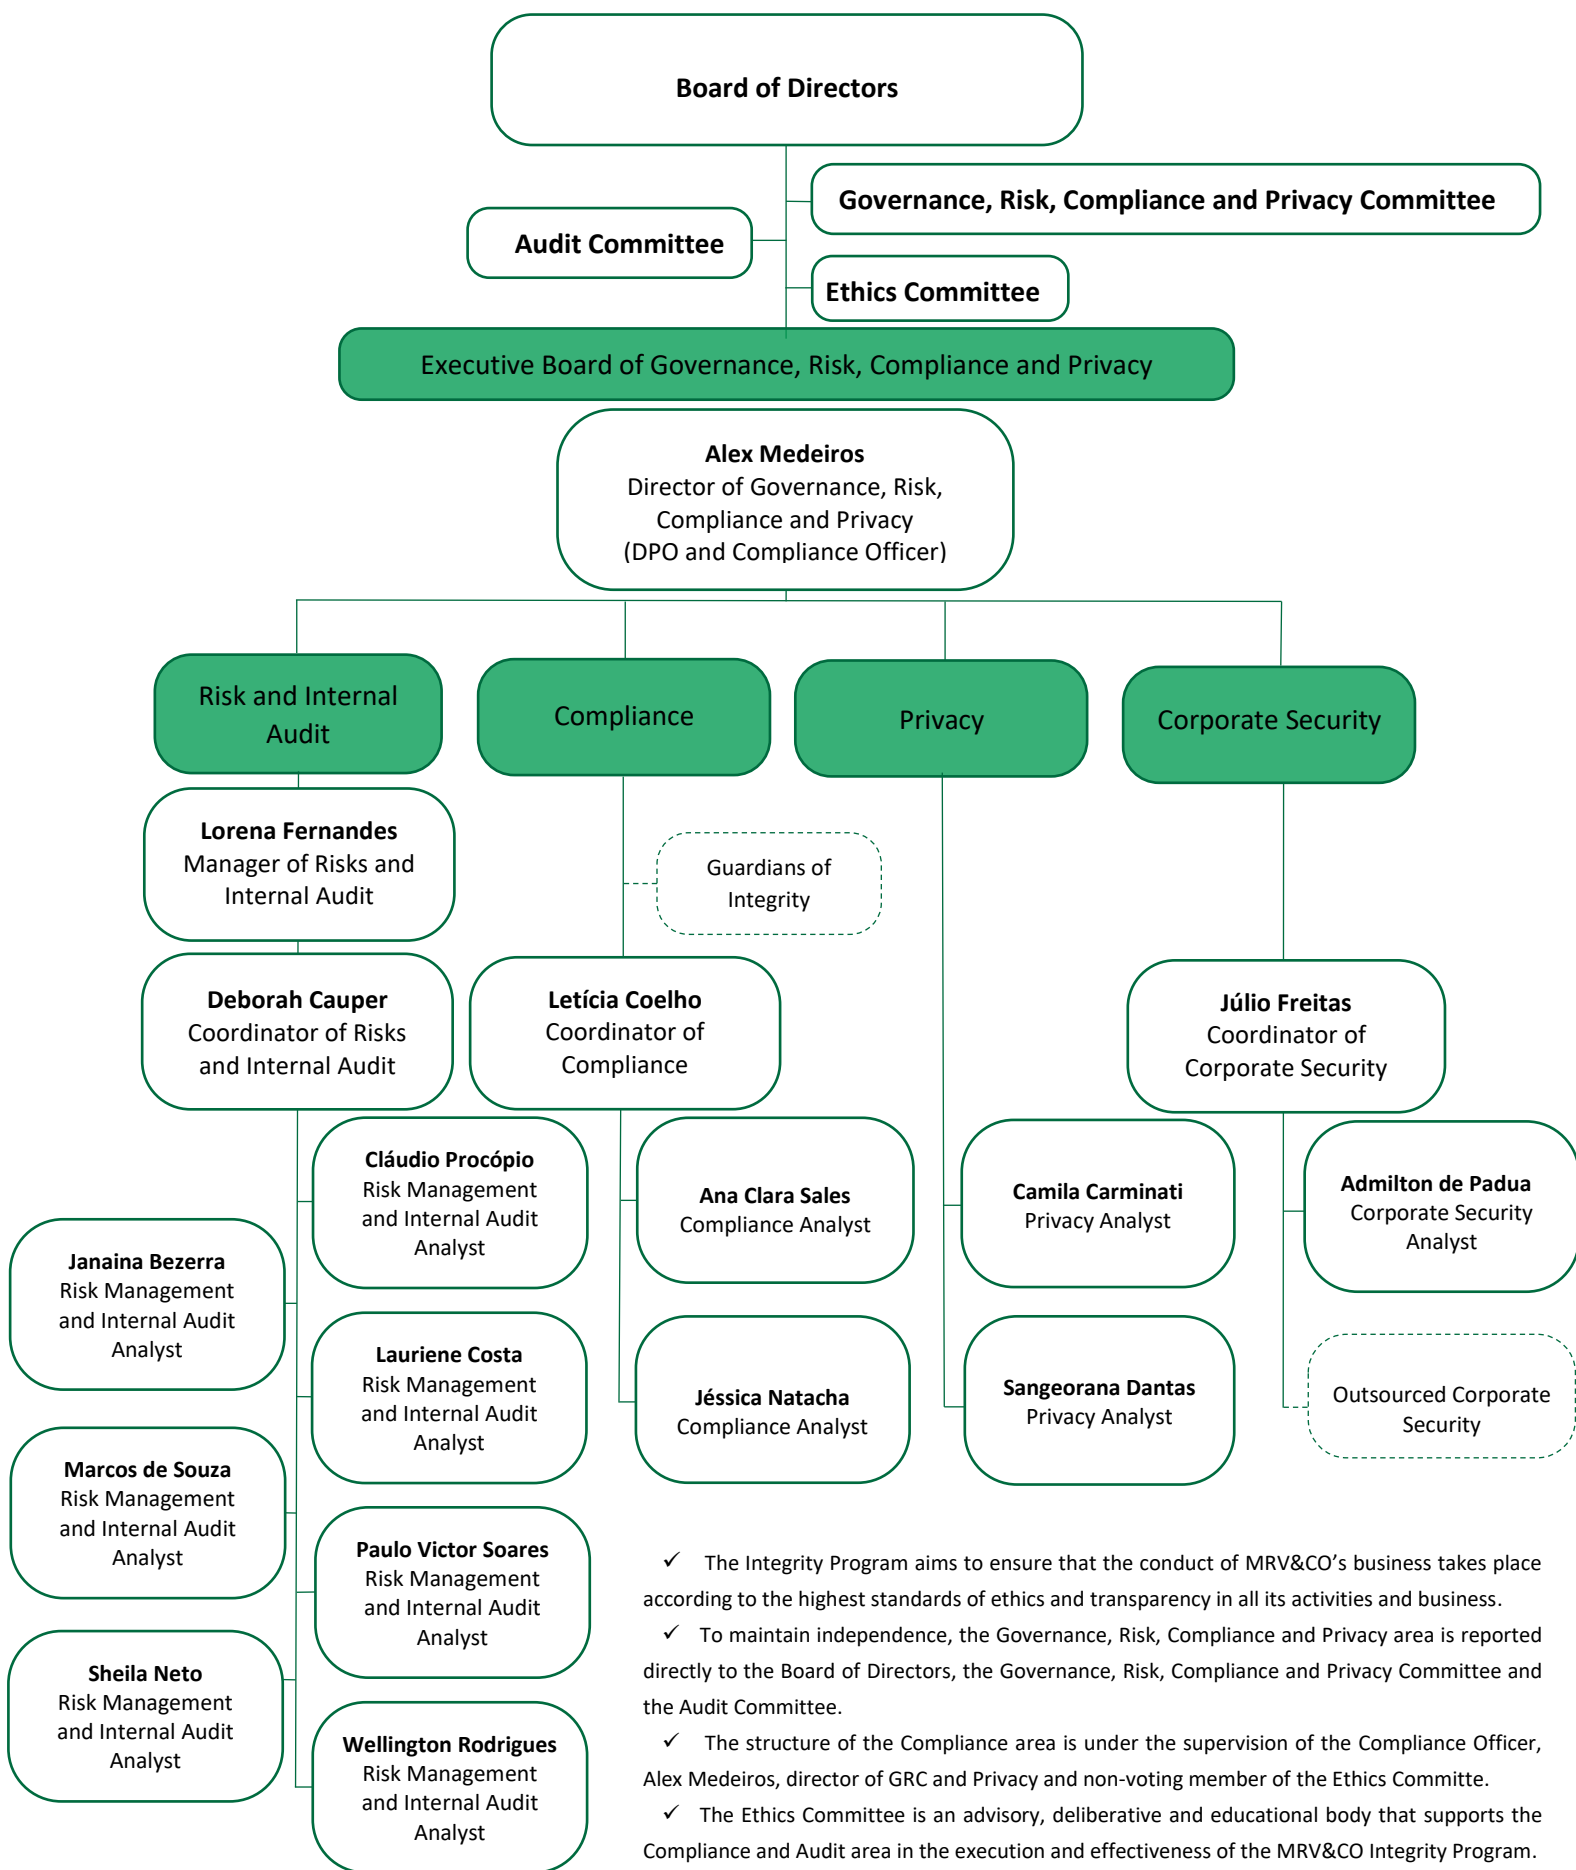 Board of Directors
Governance, Risk, Compliance and Privacy Committee
Audit Committee
Ethics Committee
Executive Board of Governance, Risk, Compliance and Privacy
Alex Medeiros
Director of Governance, Risk,
Compliance and Privacy
(DPO and Compliance Officer)
Risk and Internal
Audit
Compliance
Privacy
Corporate Security
Lorena Fernandes
Manager of Risks and
Internal Audit
Guardians of
Integrity
Deborah Cauper
Coordinator of Risks
and Internal Audit
Letícia Coelho
Coordinator of
Compliance
Júlio Freitas
Coordinator of
Corporate Security
Cláudio Procópio
Risk Management
and Internal Audit
Analyst
Ana Clara Sales
Compliance Analyst
Camila Carminati
Privacy Analyst
Admilton de Padua
Corporate Security
Analyst
Janaina Bezerra
Risk Management
and Internal Audit
Analyst
Lauriene Costa
Risk Management
and Internal Audit
Analyst
Jéssica Natacha
Compliance Analyst
Sangeorana Dantas
Privacy Analyst
Outsourced Corporate
Security
Marcos de Souza
Risk Management
and Internal Audit
Analyst
Paulo Victor Soares
Risk Management
and Internal Audit
Analyst
Sheila Neto
Risk Management
and Internal Audit
Analyst
Wellington Rodrigues
Risk Management
and Internal Audit
Analyst
✓ The Integrity Program aims to ensure that the conduct of MRV&CO’s business takes place
according to the highest standards of ethics and transparency in all its activities and business.
✓ To maintain independence, the Governance, Risk, Compliance and Privacy area is reported
directly to the Board of Directors, the Governance, Risk, Compliance and Privacy Committee and
the Audit Committee.
✓ The structure of the Compliance area is under the supervision of the Compliance Officer,
Alex Medeiros, director of GRC and Privacy and non-voting member of the Ethics Committe.
✓ The Ethics Committee is an advisory, deliberative and educational body that supports the
Compliance and Audit area in the execution and effectiveness of the MRV&CO Integrity Program.